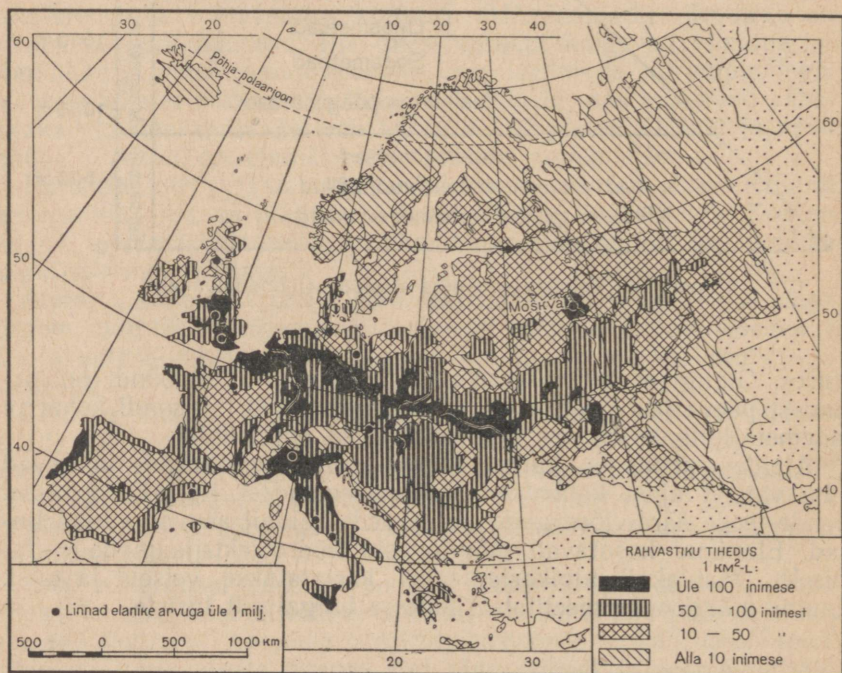 30 20 0 10 20 30 40
60
Põhja-polaarjoon
60
50
Moskva
50
40
40
RAHVASTIKU TIHEDUS
1 KM²-L:
Üle 100 inimese
50 — 100 inimest
10 — 50 "
Alla 10 inimese
Linnad elanike arvuga üle 1 milj.
500 0 500 1000 KM
20 30